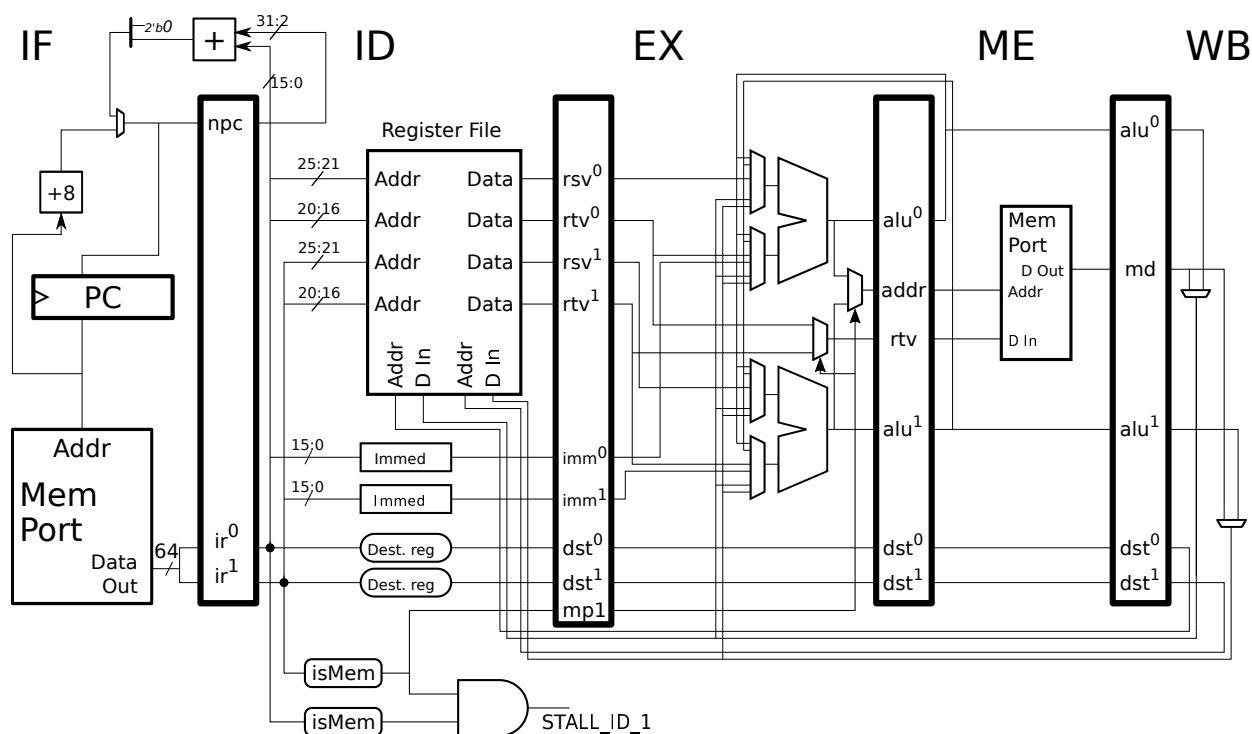 IF
ID
EX
ME
WB
2'b0
+
31:2
15:0
npc
+8
PC
Addr
Mem
Port
Data
Out
64
ir0
ir1
Register File
25:21
Addr
Data
20:16
Addr
Data
25:21
Addr
Data
20:16
Addr
Data
Addr
D In
Addr
D In
15:0
Immed
15:0
Immed
Dest. reg
Dest. reg
isMem
isMem
STALL_ID_1
rsv0
rtv0
rsv1
rtv1
imm0
imm1
dst0
dst1
mp1
alu0
addr
rtv
alu1
dst0
dst1
Mem
Port
D Out
Addr
D In
alu0
md
alu1
dst0
dst1